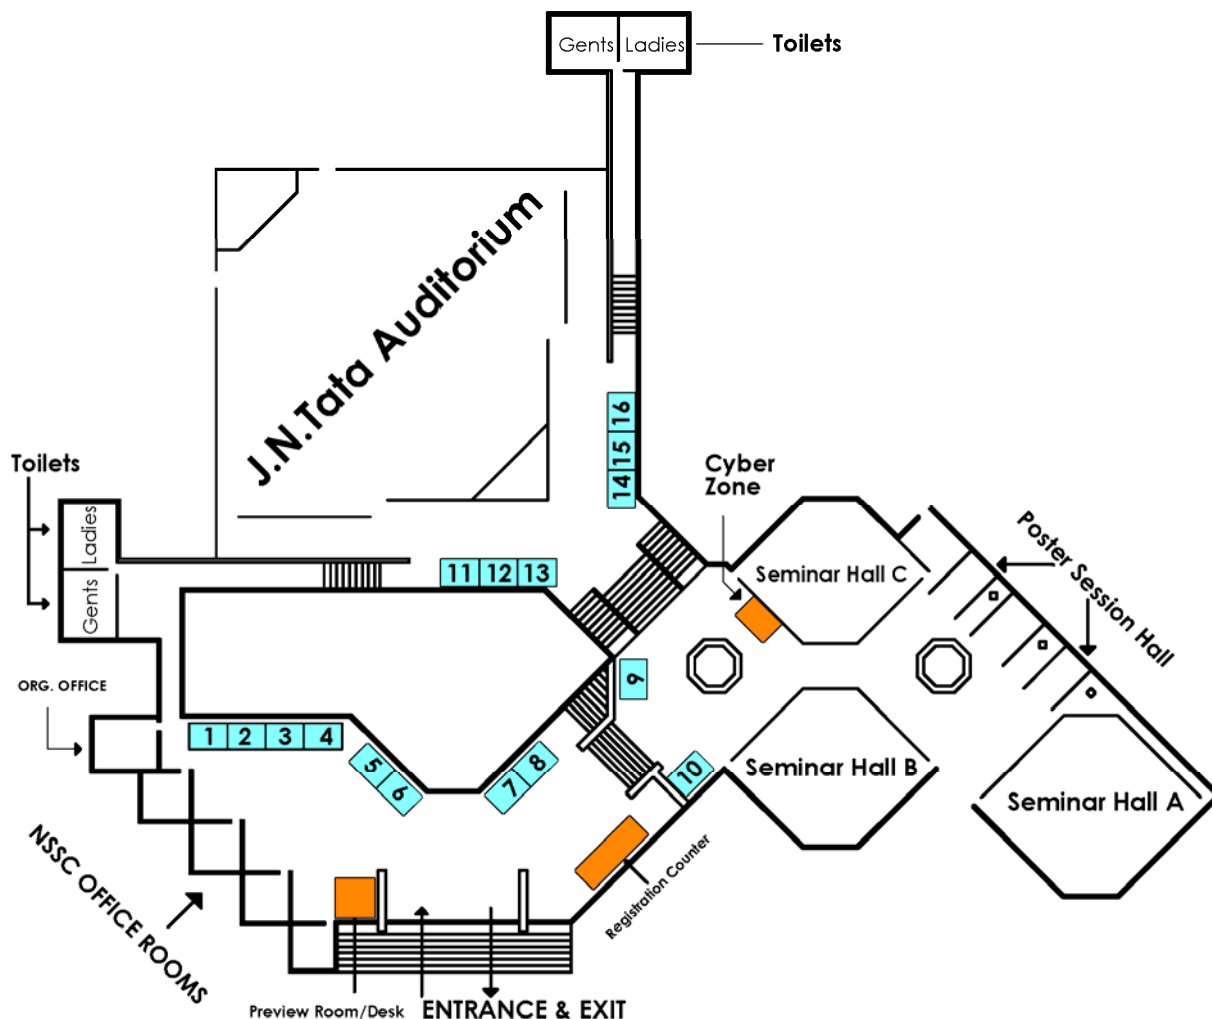 Gents Ladies
Toilets
J.N.Tata Auditorium
16
15
14
Toilets
Ladies
Gents
Cyber
Zone
Seminar Hall C
Poster Session Hall
11 12 13
9
ORG. OFFICE
1 2 3 4
5
6
7
8
10
Seminar Hall B
Seminar Hall A
NSSC OFFICE ROOMS
Registration Counter
Preview Room/Desk
ENTRANCE & EXIT